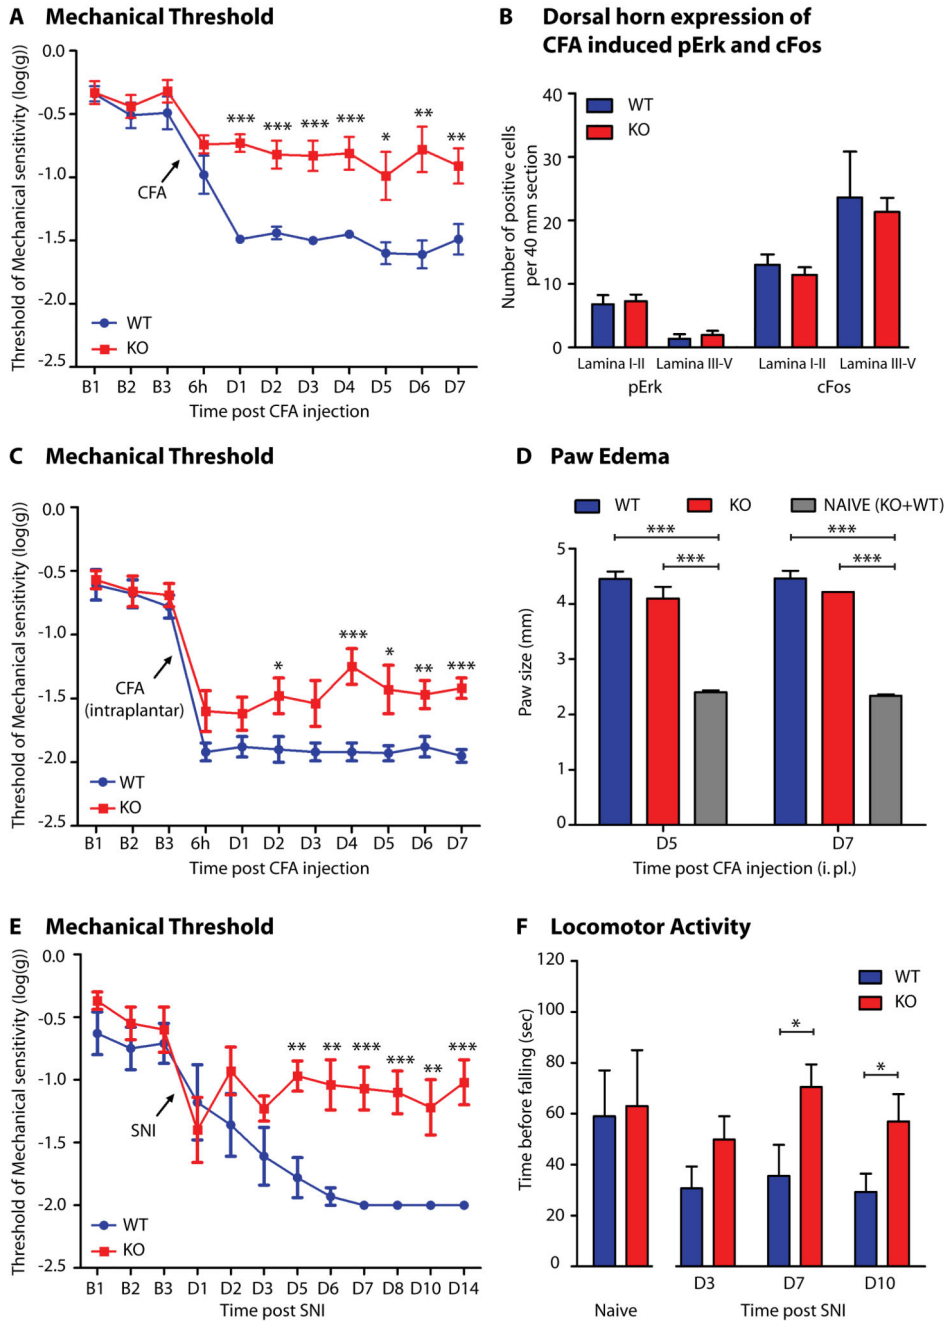 A Mechanical Threshold
Threshold of Mechanical sensitivity (log(g))
0.0
-0.5
-1.0
-1.5
-2.0
-2.5
*** *** *** *** * ** **
CFA
WT
KO
B1 B2 B3 6h D1 D2 D3 D4 D5 D6 D7
Time post CFA injection
B Dorsal horn expression of
CFA induced pErk and cFos
Number of positive cells
per 40 mm section
40
30
20
10
0
WT
KO
Lamina I-II Lamina III-V Lamina I-II Lamina III-V
pErk cFos
C Mechanical Threshold
Threshold of Mechanical sensitivity (log(g))
0.0
-0.5
-1.0
-1.5
-2.0
-2.5
* *** * ** ***
CFA
(intraplantar)
WT
KO
B1 B2 B3 6h D1 D2 D3 D4 D5 D6 D7
Time post CFA injection
D Paw Edema
WT KO NAIVE (KO+WT)
*** ***
*** ***
Paw size (mm)
5
4
2
2
1
0
D5 D7
Time post CFA injection (i. pl.)
E Mechanical Threshold
Threshold of Mechanical sensitivity (log(g))
0.0
-0.5
-1.0
-1.5
-2.0
-2.5
** ** *** *** ** ***
SNI
WT
KO
B1 B2 B3 D1 D2 D3 D5 D6 D7 D8 D10 D14
Time post SNI
F Locomotor Activity
Time before falling (sec)
120
100
80
60
40
20
0
WT
KO
* *
D3 D7 D10
Naive Time post SNI